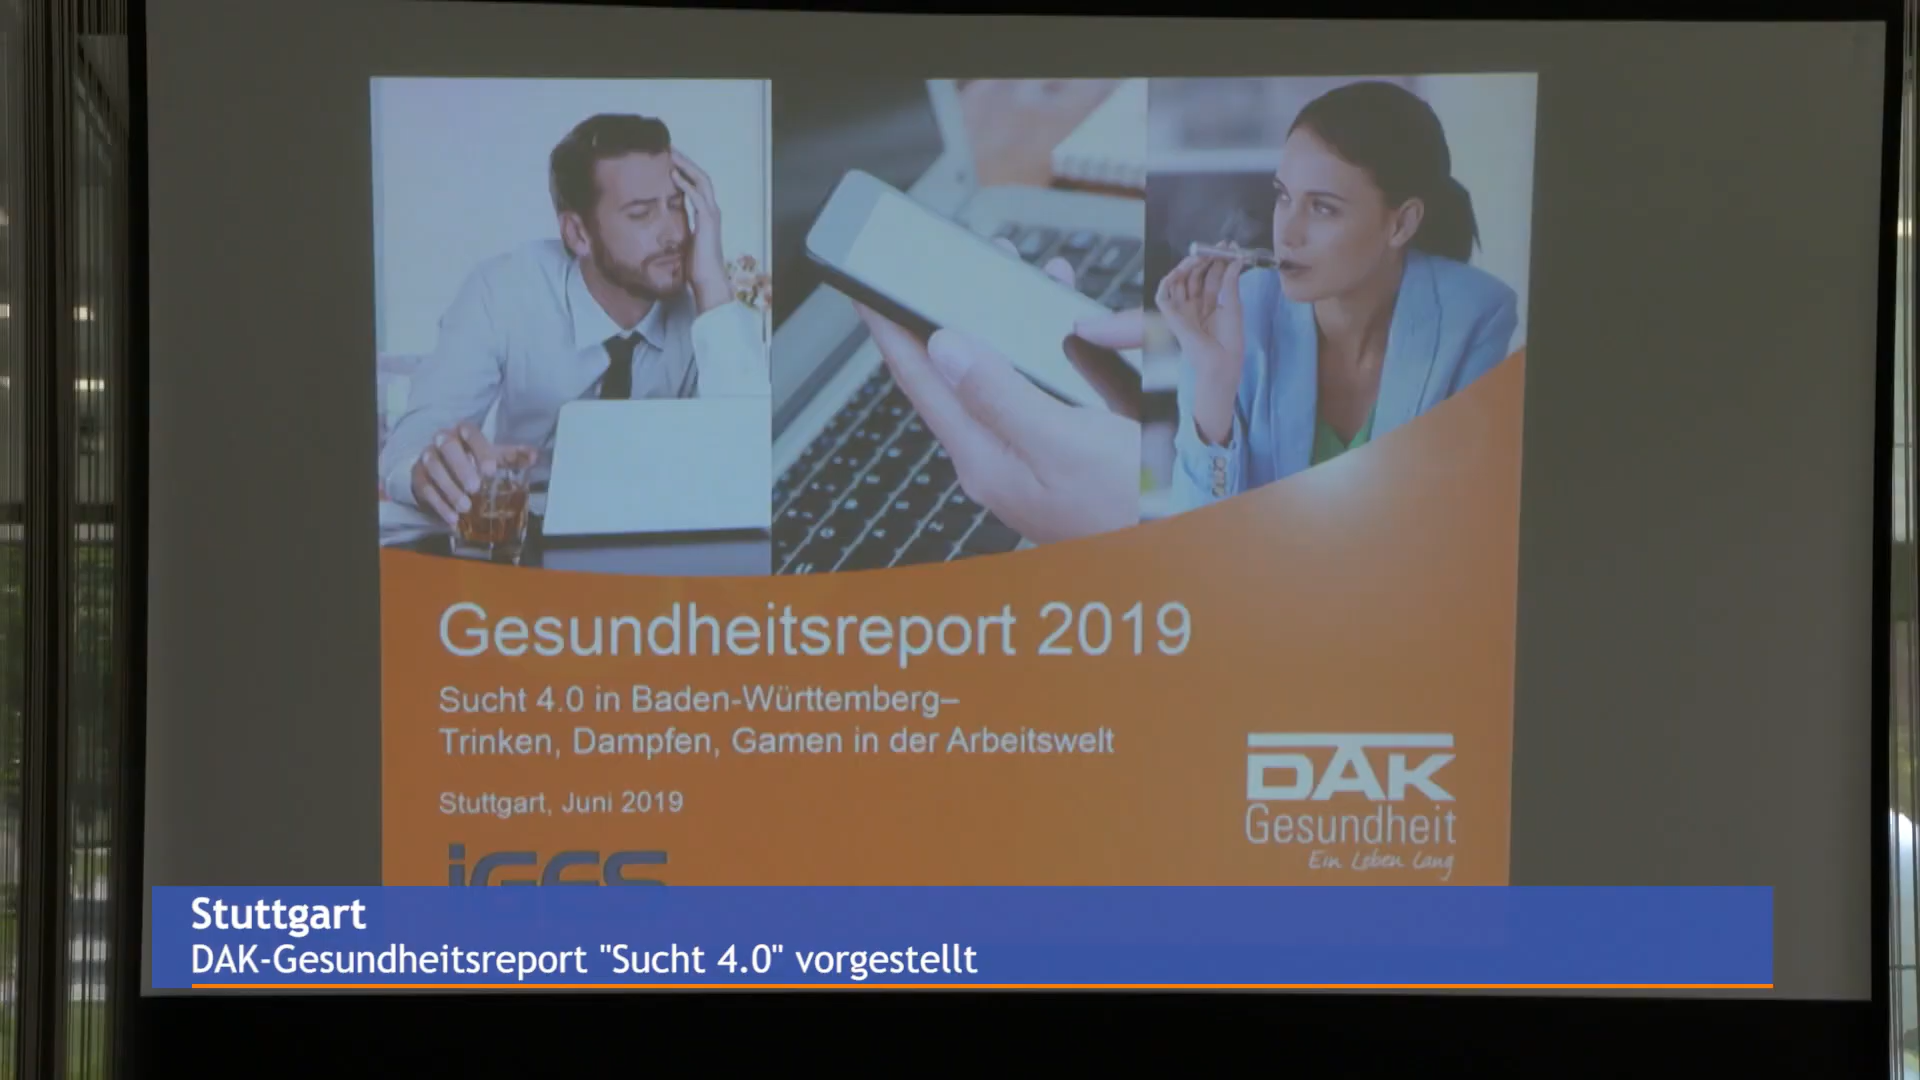 Gesundheitsreport 2019
Sucht 4.0 in Baden-Württemberg–
Trinken, Dampfen, Gamen in der Arbeitswelt
Stuttgart, Juni 2019
DAK
Gesundheit
Ein Leben lang
iGES
Stuttgart
DAK-Gesundheitsreport "Sucht 4.0" vorgestellt